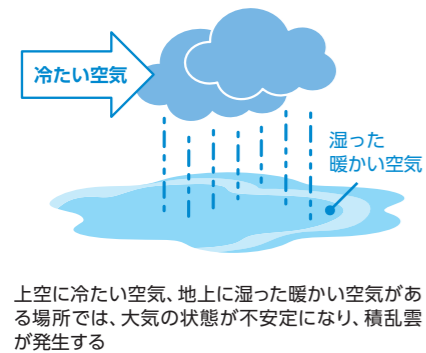 冷たい空気
湿った
暖かい空気
上空に冷たい空気、地上に湿った暖かい空気があ
る場所では、大気の状態が不安定になり、積乱雲
が発生する